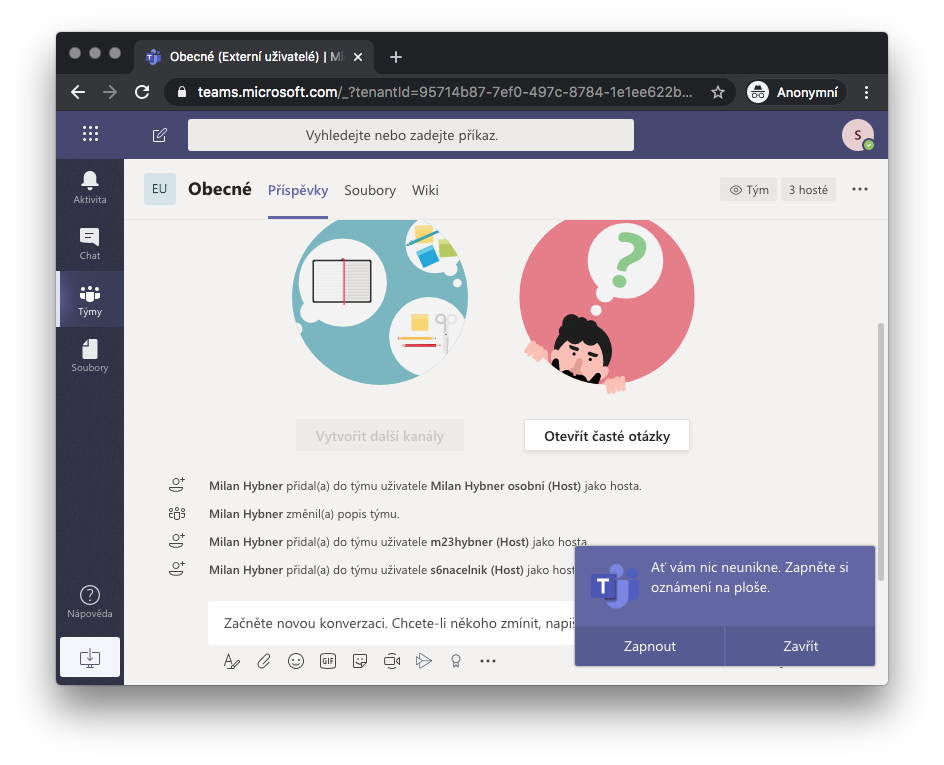 Obecné (Externí uživatelé) | Mi
teams.microsoft.com/_?tenantId=95714b87-7ef0-497c-8784-1e1ee622b...
Anonymní
Vyhledejte nebo zadejte příkaz.
S
Aktivita
Chat
Týmy
Soubory
Nápověda
EU
Obecné
Příspěvky
Soubory
Wiki
Tým
3 hosté
?
Vytvořit další kanály
Otevřít časté otázky
Milan Hybner přidal(a) do týmu uživatele Milan Hybner osobní (Host) jako hosta.
Milan Hybner změnil(a) popis týmu.
Milan Hybner přidal(a) do týmu uživatele m23hybner (Host) jako hosta.
Milan Hybner přidal(a) do týmu uživatele s6nacelnik (Host) jako host
Začněte novou konverzaci. Chcete-li někoho zmínit, napiš
GIF
T
Ať vám nic neunikne. Zapněte si
oznámení na ploše.
Zapnout
Zavřít